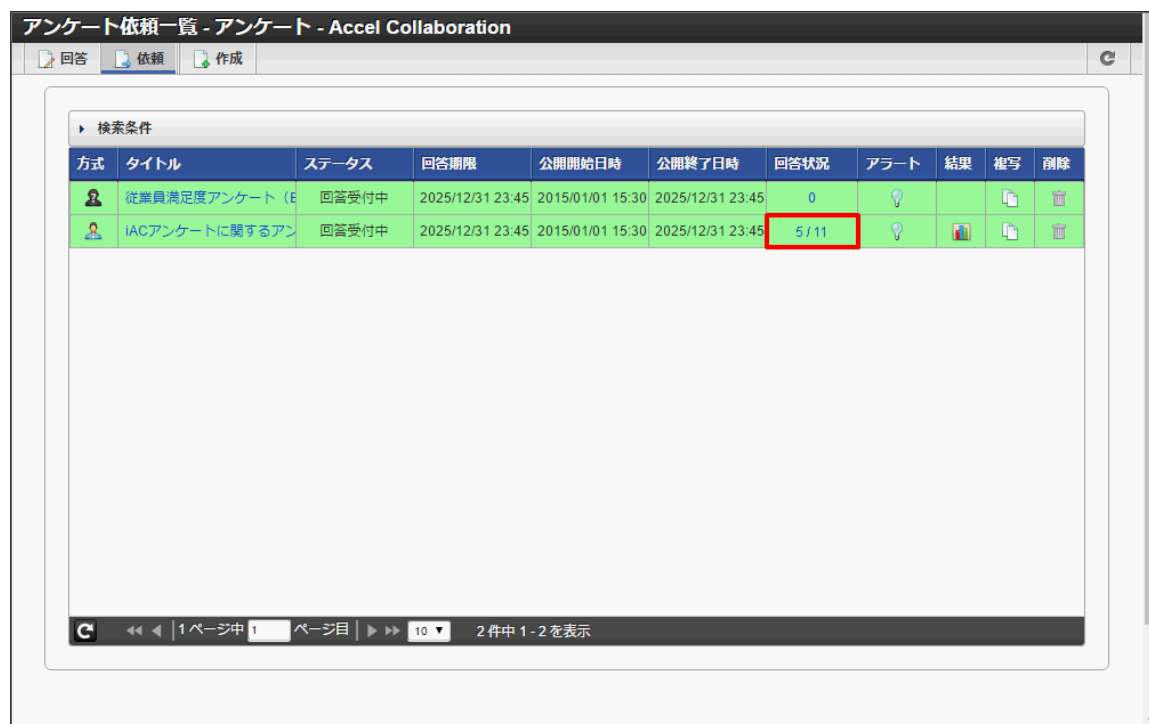 アンケート依頼一覧 - アンケート - Accel Collaboration
回答 依頼 作成
検索条件
方式 タイトル ステータス 回答期限 公開開始日時 公開終了日時 回答状況 アラート 結果 複写 削除
従業員満足度アンケート（E 回答受付中 2025/12/31 23:45 2015/01/01 15:30 2025/12/31 23:45 0
iACアンケートに関するアン 回答受付中 2025/12/31 23:45 2015/01/01 15:30 2025/12/31 23:45 5 / 11
1 ページ中 1 ページ目 10 2 件中 1 - 2 を表示